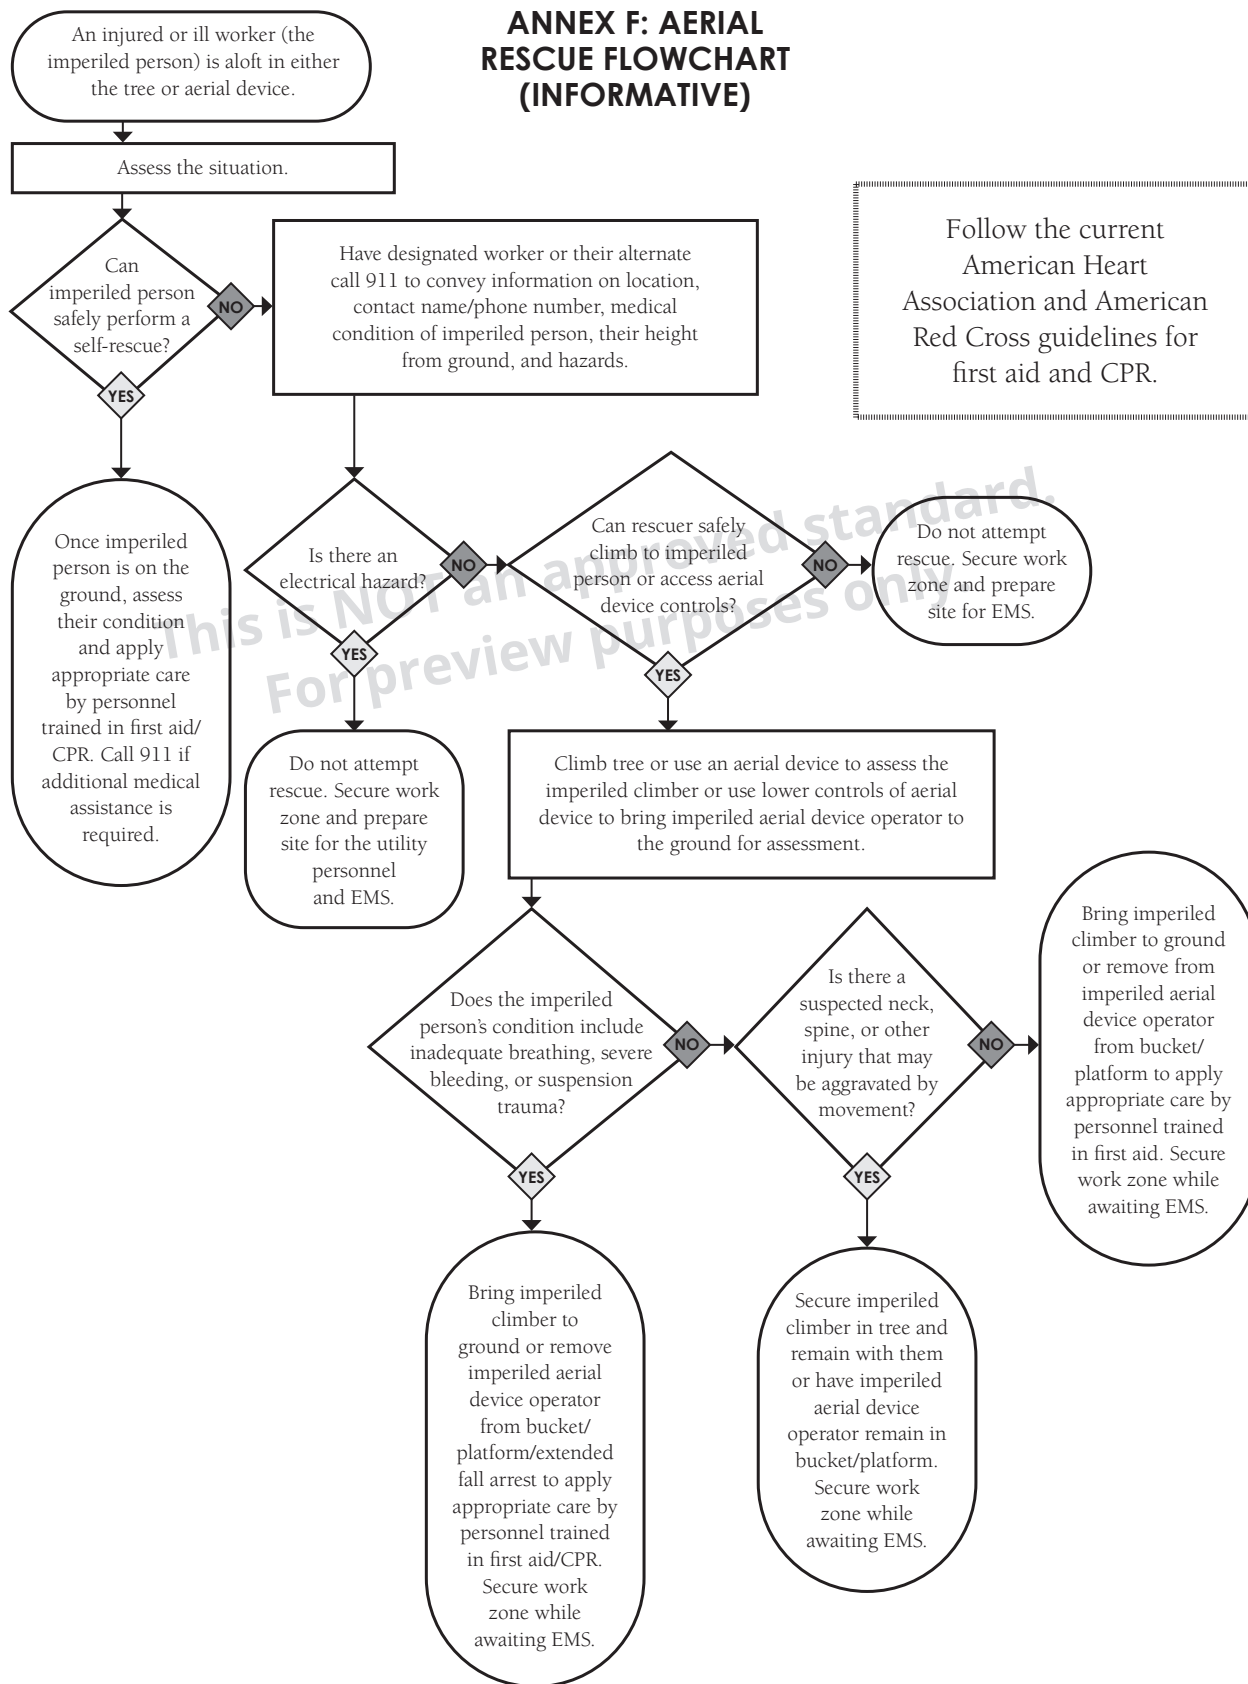 ANNEX F: AERIAL
RESCUE FLOWCHART
(INFORMATIVE)
An injured or ill worker (the
imperiled person) is aloft in either
the tree or aerial device.
Assess the situation.
Can
imperiled person
safely perform a
self-rescue?
NO
YES
Have designated worker or their alternate
call 911 to convey information on location,
contact name/phone number, medical
condition of imperiled person, their height
from ground, and hazards.
Follow the current
American Heart
Association and American
Red Cross guidelines for
first aid and CPR.
Once imperiled
person is on the
ground, assess
their condition
and apply
appropriate care
by personnel
trained in first aid/
CPR. Call 911 if
additional medical
assistance is
required.
Is there an
electrical hazard?
NO
YES
Can rescuer safely
climb to imperiled
person or access aerial
device controls?
NO
YES
Do not attempt
rescue. Secure work
zone and prepare
site for EMS.
This is NOT an approved standard.
For preview purposes only.
Do not attempt
rescue. Secure work
zone and prepare
site for the utility
personnel
and EMS.
Climb tree or use an aerial device to assess the
imperiled climber or use lower controls of aerial
device to bring imperiled aerial device operator to
the ground for assessment.
Does the imperiled
person's condition include
inadequate breathing, severe
bleeding, or suspension
trauma?
NO
YES
Is there a
suspected neck,
spine, or other
injury that may
be aggravated by
movement?
NO
YES
Bring imperiled
climber to ground
or remove from
imperiled aerial
device operator
from bucket/
platform to apply
appropriate care by
personnel trained
in first aid. Secure
work zone while
awaiting EMS.
Bring imperiled
climber to
ground or remove
imperiled aerial
device operator
from bucket/
platform/extended
fall arrest to apply
appropriate care by
personnel trained
in first aid/CPR.
Secure work
zone while
awaiting EMS.
Secure imperiled
climber in tree and
remain with them
or have imperiled
aerial device
operator remain in
bucket/platform.
Secure work
zone while
awaiting EMS.